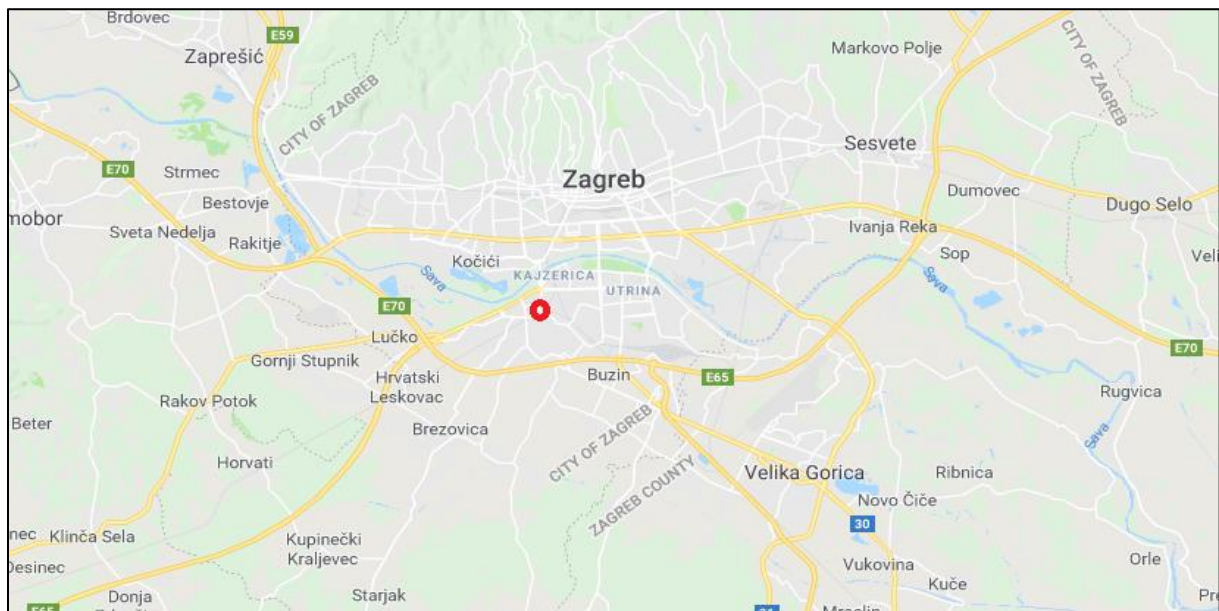 Brdovec
E59
Zaprešić
Markovo Polje
CITY OF ZAGREB
CITY OF ZAGREB
Sesvete
E70
Strmec
Zagreb
Dumovec
Bestovje
Dugo Selo
mobor
Sveta Nedelja
Rakitje
Ivanja Reka
Sop
Veli
Kočići
Sava
KAJZERICA
UTRINA
Sava
E70
Lučko
E70
Gornji Stupnik
Hrvatski
Leskovac
Buzin
E65
Rugvica
Rakov Potok
Beter
Brezovica
CITY OF ZAGREB
Sava
Horvati
ZAGREB COUNTY
Velika Gorica
Ribnica
Novo Čiče
nec
Klinča Sela
Kupinečki
Kraljevec
30
Desinec
Vukovina
Orle
Donja
Starjak
Kuče
Pre
E65